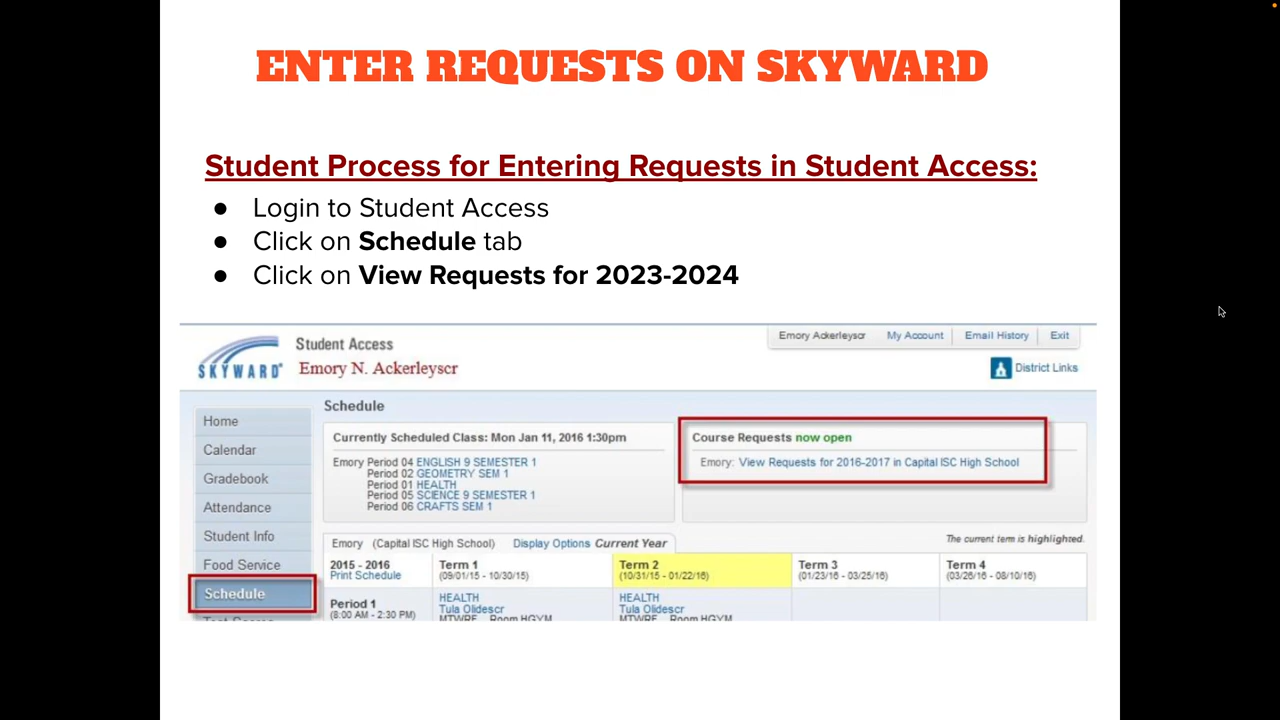 ENTER REQUESTS ON SKYWARD
Student Process for Entering Requests in Student Access:
● Login to Student Access
● Click on Schedule tab
● Click on View Requests for 2023-2024
Emory Ackerleyscr My Account Email History Exit
SKYWARD Student Access
Emory N. Ackerleyscr
District Links
Home
Calendar
Gradebook
Attendance
Student Info
Food Service
Schedule
Schedule
Currently Scheduled Class: Mon Jan 11, 2016 1:30pm
Emory Period 04 ENGLISH 9 SEMESTER 1
Period 02 GEOMETRY SEM 1
Period 01 HEALTH
Period 05 SCIENCE 9 SEMESTER 1
Period 06 CRAFTS SEM 1
Course Requests now open
Emory: View Requests for 2016-2017 in Capital ISC High School
Emory (Capital ISC High School) Display Options Current Year
The current term is highlighted.
2015 - 2016 Term 1 Term 2 Term 3 Term 4
Print Schedule (09/01/15 - 10/30/15) (10/31/15 - 01/22/16) (01/23/16 - 03/25/16) (03/26/16 - 08/10/16)
Period 1 HEALTH HEALTH
(8:00 AM - 2:30 PM) Tula Olidescr Tula Olidescr
MTWRF Room HGYM MTWRF Room HGYM